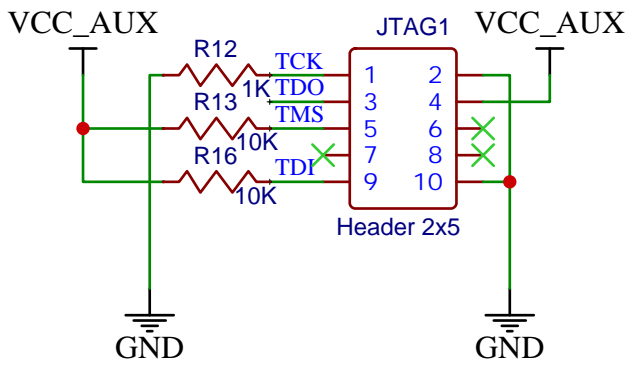 VCC_AUX JTAG1 VCC_AUX
R12 TCK 1 2
1K TDO 3 4
R13 TMS 5 6
10K 7 8
R16 TDI 9 10
10K
Header 2x5
GND GND